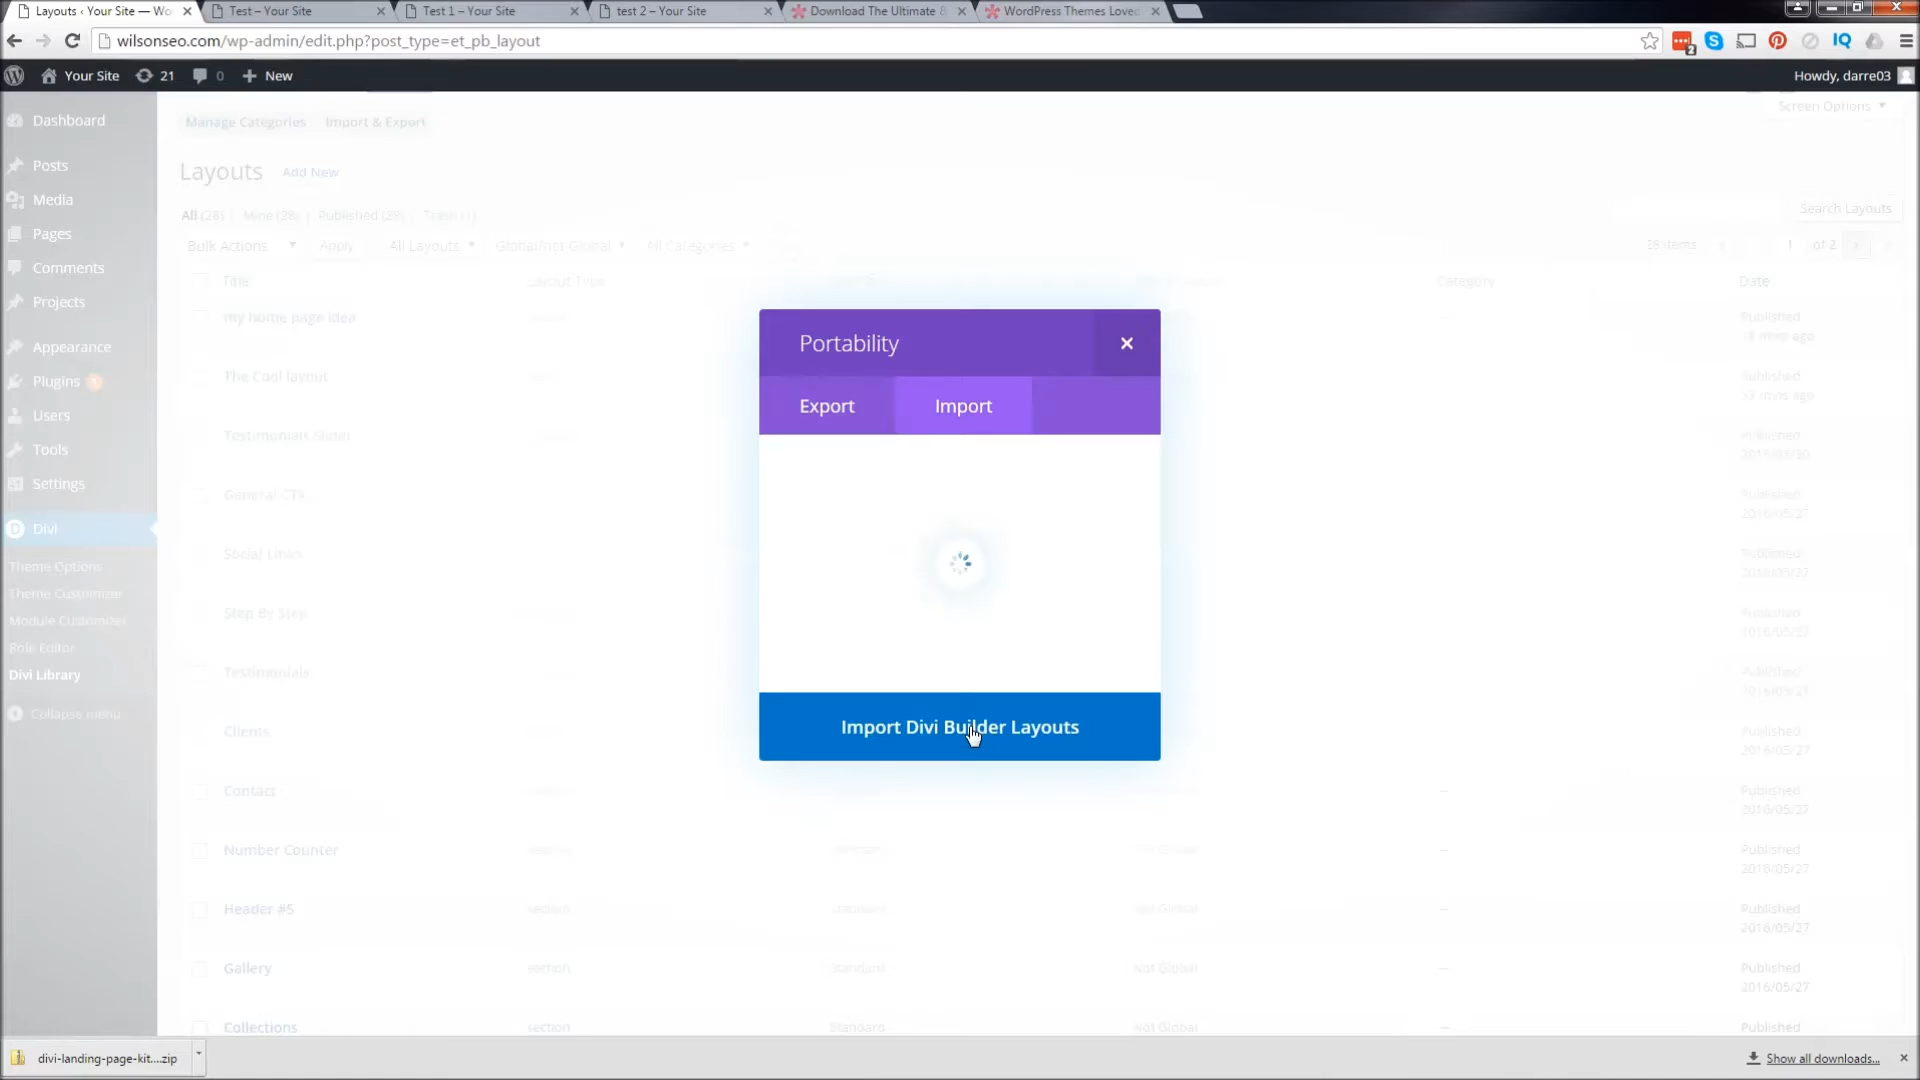 Layouts ‹ Your Site — Wo
Test – Your Site
Test 1 – Your Site
test 2 – Your Site
Download The Ultimate 8
WordPress Themes Loved
wilsonseo.com/wp-admin/edit.php?post_type=et_pb_layout
2
IQ
Your Site
21
0
New
Howdy, darre03
Dashboard
Posts
Media
Pages
Comments
Projects
Appearance
Plugins 1
Users
Tools
Settings
Divi
Theme Options
Theme Customizer
Module Customizer
Role Editor
Divi Library
Collapse menu
Manage Categories
Import & Export
Screen Options
Layouts
Add New
All (28) | Mine (28) | Published (28) | Trash (1)
Search Layouts
Bulk Actions
Apply
All Layouts
Global/not Global
All Categories
28 items
1
of 2
Title
Layout Type
Category
Date
my home page idea
Published
mins ago
The Cool layout
Published
53 mins ago
Testimonials Slider
Published
General CTA
Published
2016/05/27
Social Links
Published
2016/05/27
Step By Step
Published
2016/05/27
Testimonials
Published
2016/05/27
Clients
Published
2016/05/27
Contact
—
Published
2016/05/27
Number Counter
section
Standard
Not Global
—
Published
2016/05/27
Header #5
section
Standard
Not Global
—
Published
2016/05/27
Gallery
section
Standard
Not Global
—
Published
2016/05/27
Collections
section
Standard
Not Global
—
Published
Portability
Export
Import
Import Divi Builder Layouts
divi-landing-page-kit....zip
Show all downloads...